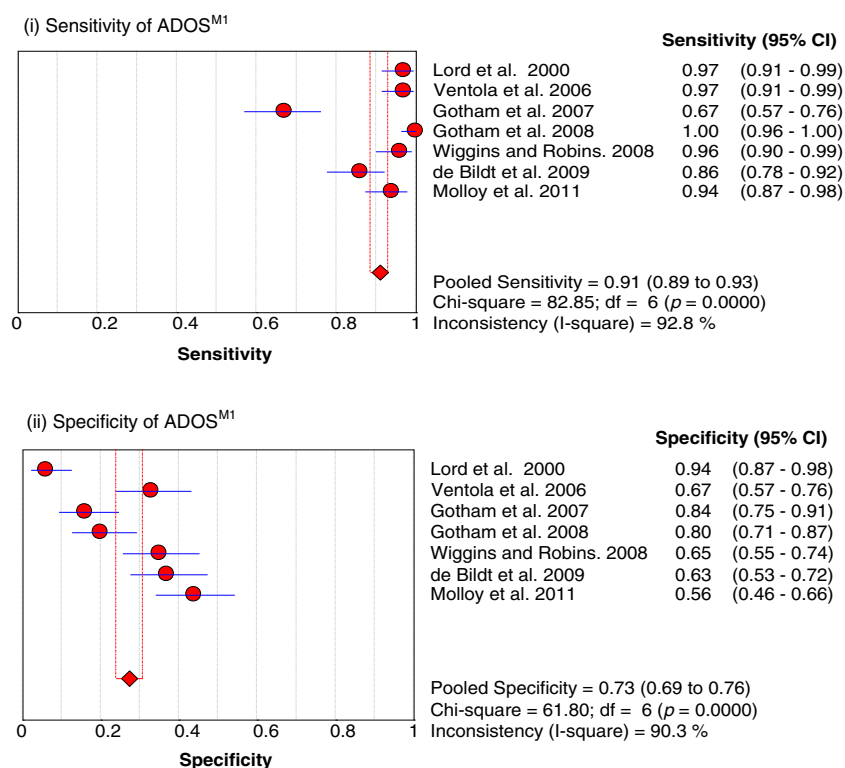 (i) Sensitivity of ADOS^M1
Sensitivity (95% CI)
Lord et al. 2000 0.97 (0.91 - 0.99)
Ventola et al. 2006 0.97 (0.91 - 0.99)
Gotham et al. 2007 0.67 (0.57 - 0.76)
Gotham et al. 2008 1.00 (0.96 - 1.00)
Wiggins and Robins. 2008 0.96 (0.90 - 0.99)
de Bildt et al. 2009 0.86 (0.78 - 0.92)
Molloy et al. 2011 0.94 (0.87 - 0.98)
Pooled Sensitivity = 0.91 (0.89 to 0.93)
Chi-square = 82.85; df = 6 (p = 0.0000)
Inconsistency (I-square) = 92.8 %
0 0.2 0.4 0.6 0.8 1
Sensitivity
(ii) Specificity of ADOS^M1
Specificity (95% CI)
Lord et al. 2000 0.94 (0.87 - 0.98)
Ventola et al. 2006 0.67 (0.57 - 0.76)
Gotham et al. 2007 0.84 (0.75 - 0.91)
Gotham et al. 2008 0.80 (0.71 - 0.87)
Wiggins and Robins. 2008 0.65 (0.55 - 0.74)
de Bildt et al. 2009 0.63 (0.53 - 0.72)
Molloy et al. 2011 0.56 (0.46 - 0.66)
Pooled Specificity = 0.73 (0.69 to 0.76)
Chi-square = 61.80; df = 6 (p = 0.0000)
Inconsistency (I-square) = 90.3 %
0 0.2 0.4 0.6 0.8 1
Specificity